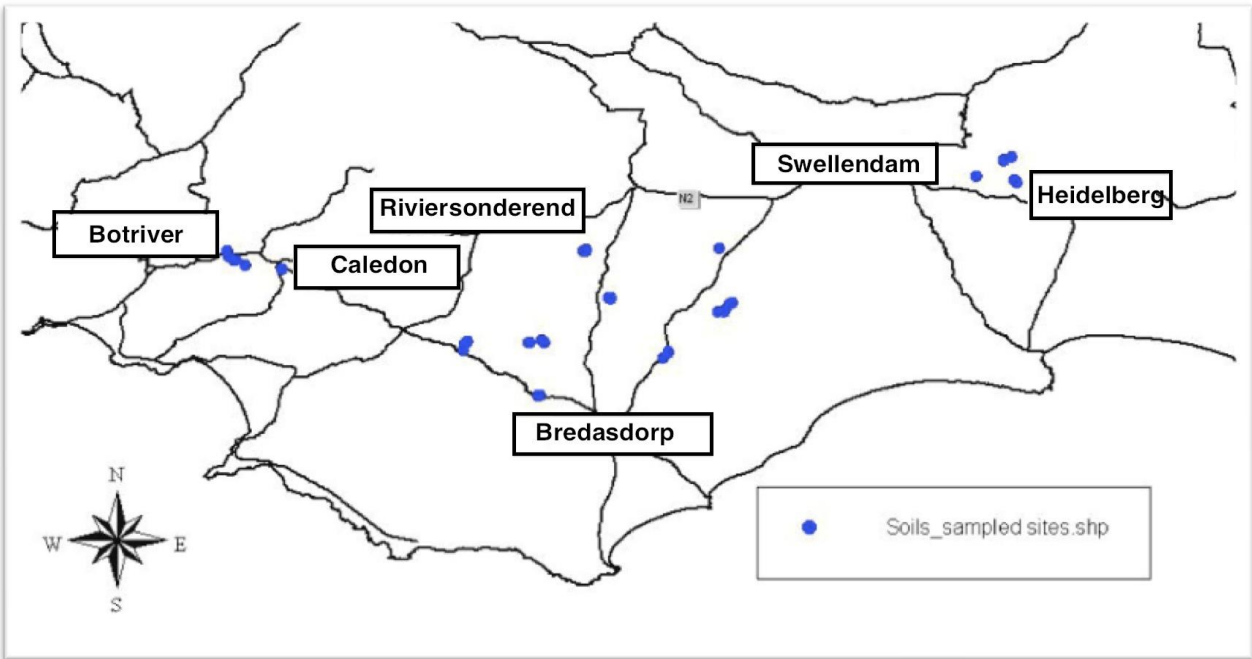 Swellendam
Heidelberg
Riviersonderend
N2
Botriver
Caledon
Bredasdorp
N
W E
S
Soils_sampled sites.shp